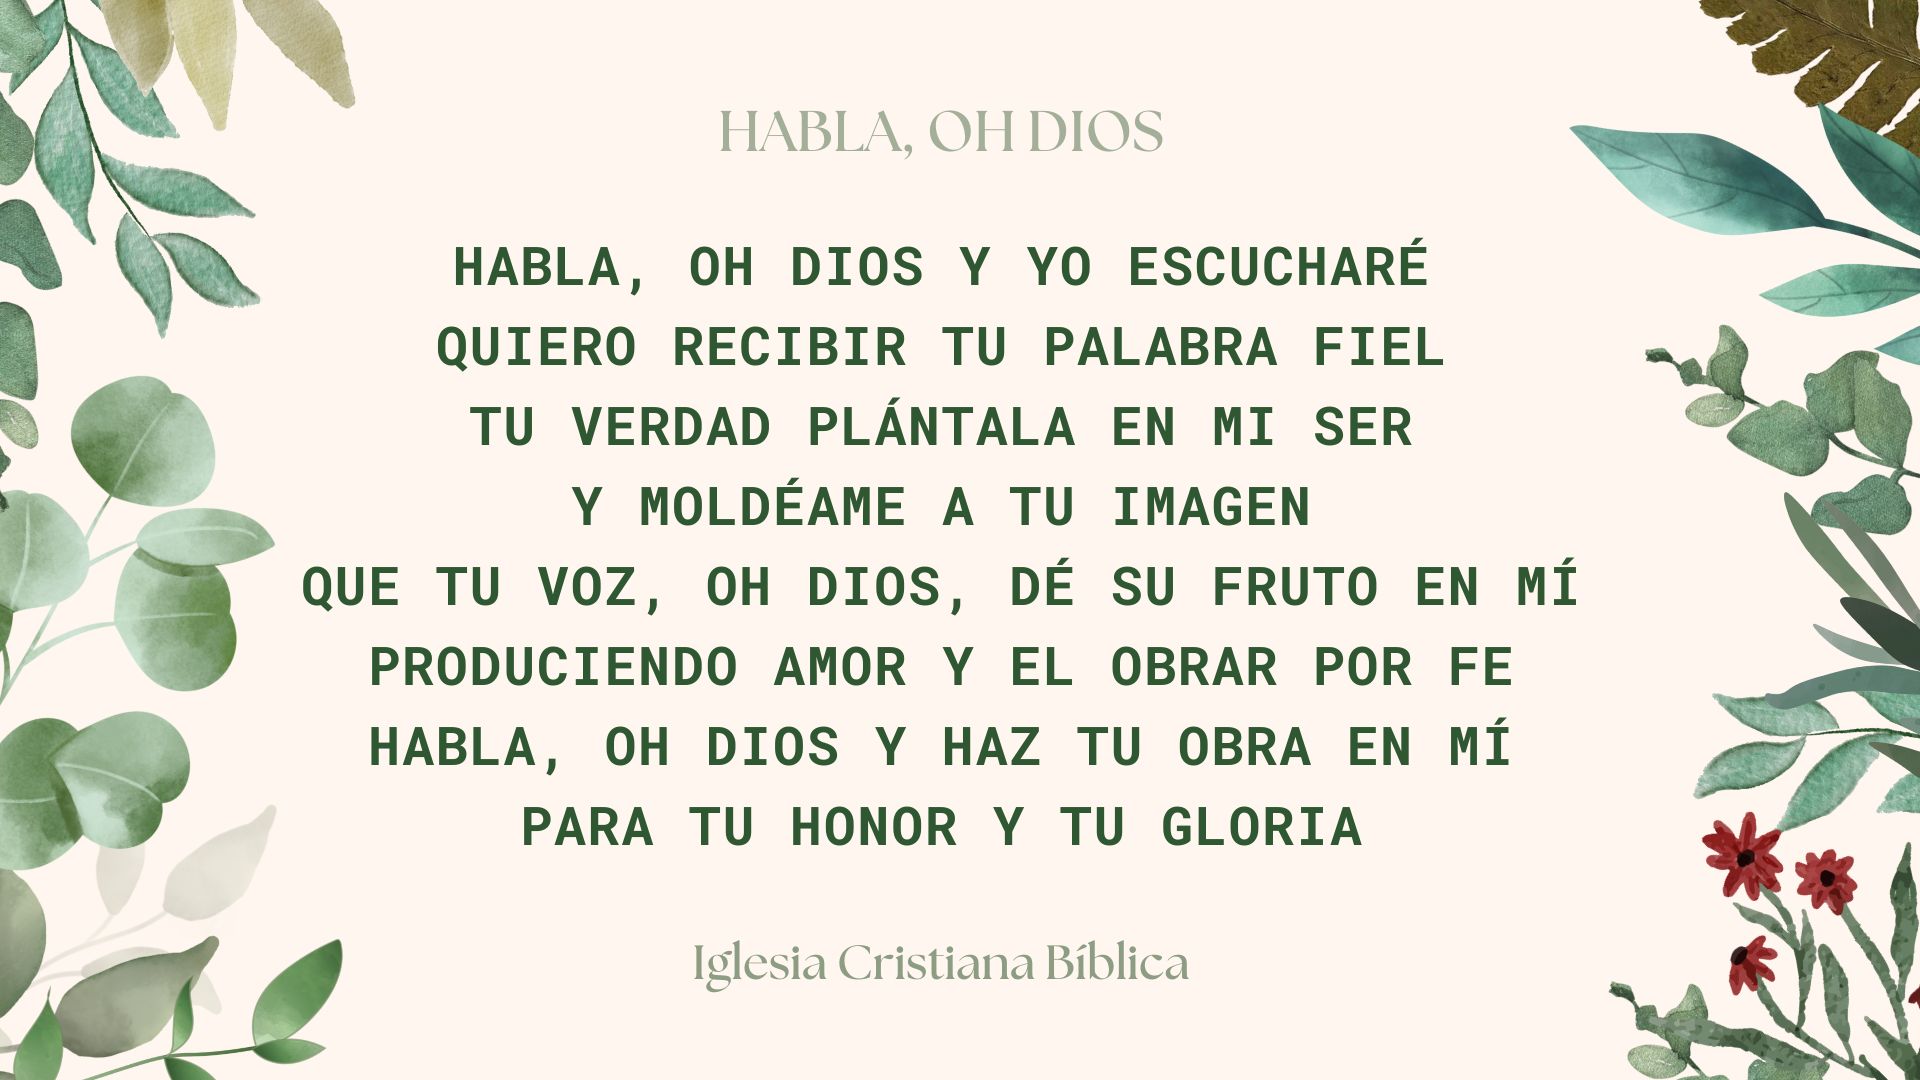 HABLA, OH DIOS
HABLA, OH DIOS Y YO ESCUCHARÉ
QUIERO RECIBIR TU PALABRA FIEL
TU VERDAD PLÁNTALA EN MI SER
Y MOLDÉAME A TU IMAGEN
QUE TU VOZ, OH DIOS, DÉ SU FRUTO EN MÍ
PRODUCIENDO AMOR Y EL OBRAR POR FE
HABLA, OH DIOS Y HAZ TU OBRA EN MÍ
PARA TU HONOR Y TU GLORIA
Iglesia Cristiana Bíblica